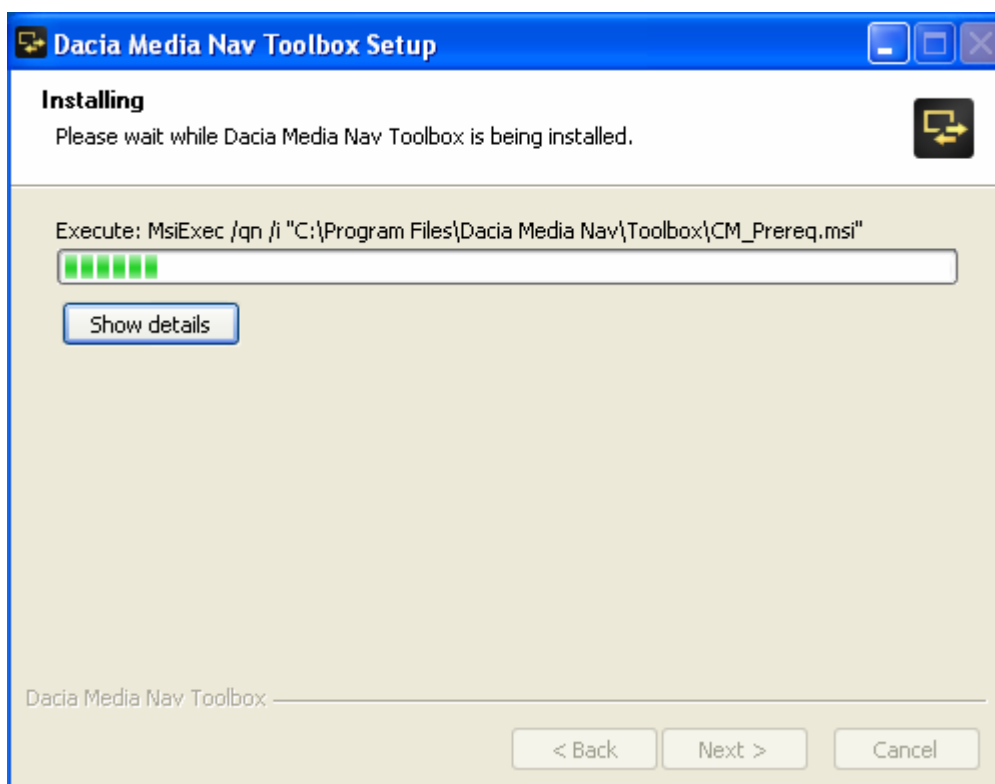 Dacia Media Nav Toolbox Setup
Installing
Please wait while Dacia Media Nav Toolbox is being installed.
Execute: MsiExec /qn /i "C:\Program Files\Dacia Media Nav\Toolbox\CM_Prereq.msi"
Show details
Dacia Media Nav Toolbox
< Back Next > Cancel